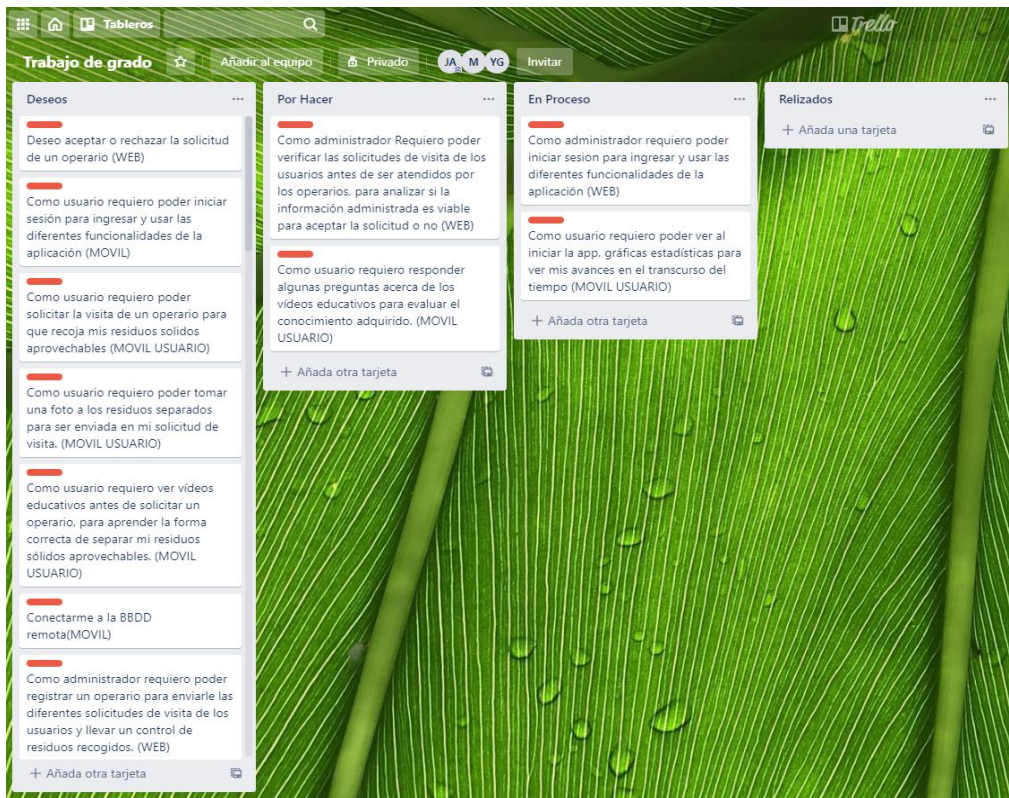 Tableros
Trello
Trabajo de grado
Añadir al equipo
Privado
JA
M
YG
Invitar
Deseos
Deseo aceptar o rechazar la solicitud
de un operario (WEB)
Como usuario requiero poder iniciar
sesión para ingresar y usar las
diferentes funcionalidades de la
aplicación (MOVIL)
Como usuario requiero poder
solicitar la visita de un operario para
que recoja mis residuos solidos
aprovechables (MOVIL USUARIO)
Como usuario requiero poder tomar
una foto a los residuos separados
para ser enviada en mi solicitud de
visita. (MOVIL USUARIO)
Como usuario requiero ver vídeos
educativos antes de solicitar un
operario, para aprender la forma
correcta de separar mi residuos
sólidos aprovechables. (MOVIL
USUARIO)
Conectarme a la BBDD
remota(MOVIL)
Como administrador requiero poder
registrar un operario para enviarle las
diferentes solicitudes de visita de los
usuarios y llevar un control de
residuos recogidos. (WEB)
+ Añada otra tarjeta
Por Hacer
Como administrador Requiero poder
verificar las solicitudes de visita de los
usuarios antes de ser atendidos por
los operarios, para analizar si la
información administrada es viable
para aceptar la solicitud o no (WEB)
Como usuario requiero responder
algunas preguntas acerca de los
vídeos educativos para evaluar el
conocimiento adquirido. (MOVIL
USUARIO)
+ Añada otra tarjeta
En Proceso
Como administrador requiero poder
iniciar sesion para ingresar y usar las
diferentes funcionalidades de la
aplicación (WEB)
Como usuario requiero poder ver al
iniciar la app, gráficas estadísticas para
ver mis avances en el transcurso del
tiempo (MOVIL USUARIO)
+ Añada otra tarjeta
Relizados
+ Añada una tarjeta